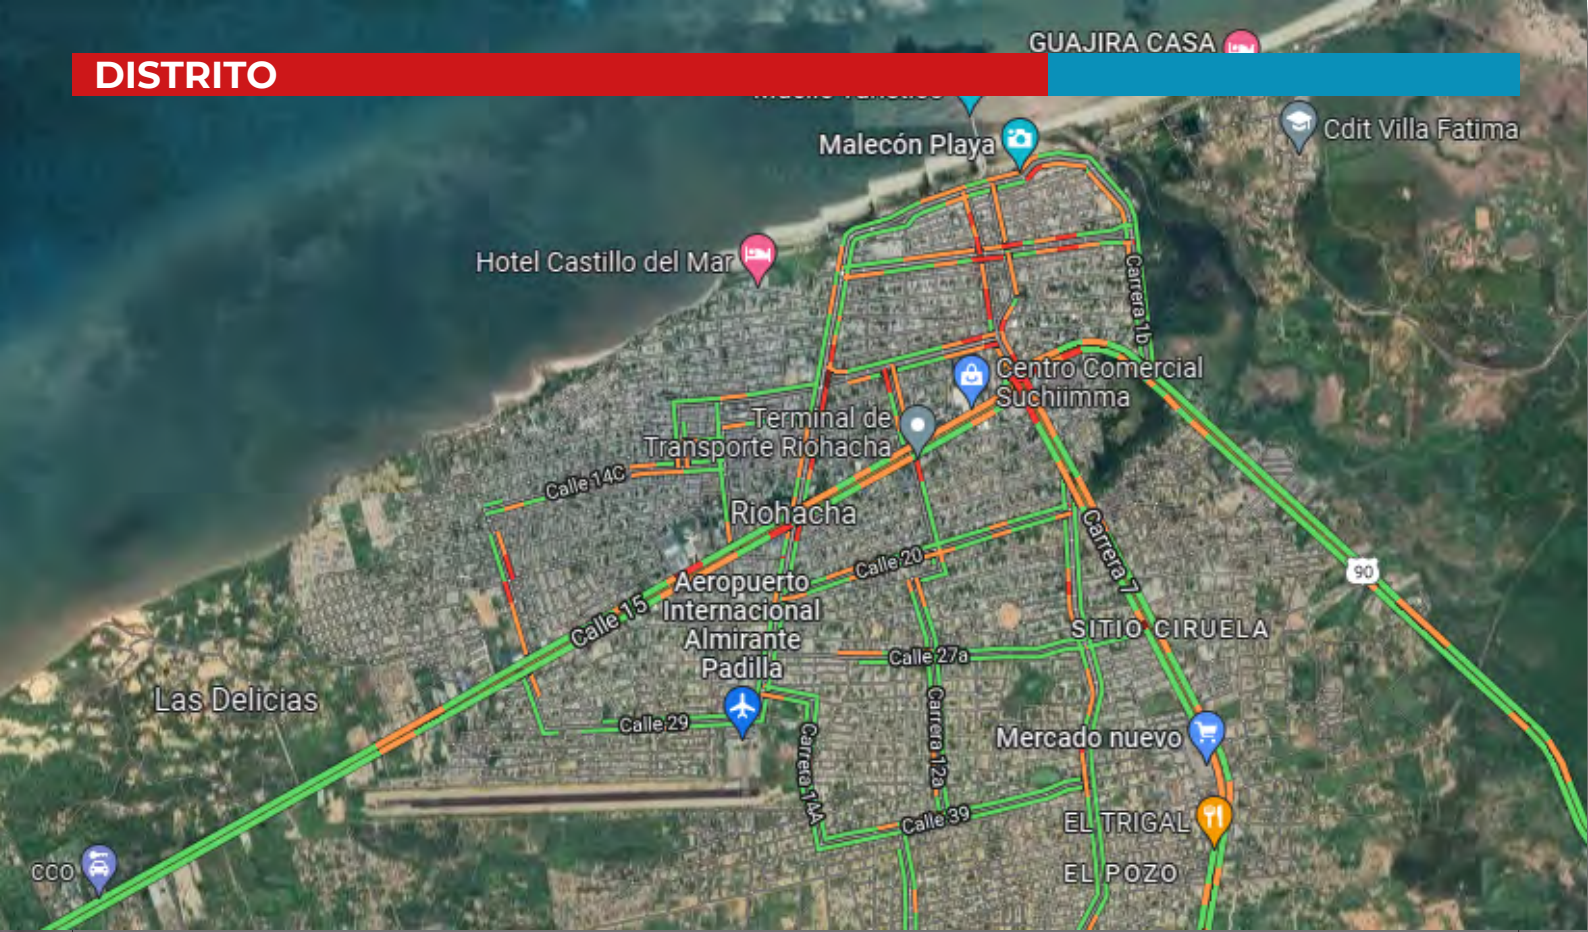 GUAJIRA CASA
DISTRITO
Malecón Playa
Cdit Villa Fatima
Hotel Castillo del Mar
Carrera 1b
Centro Comercial
Suchiimma
Terminal de
Transporte Riohacha
Calle 14C
Riohacha
Carrera 7
Calle 20
90
Aeropuerto
Internacional
Almirante
Padilla
Calle 15
SITIO CIRUELA
Calle 27a
Las Delicias
Calle 29
Carrera 12a
Carrera 14A
Mercado nuevo
Calle 39
EL TRIGAL
CCO
EL POZO